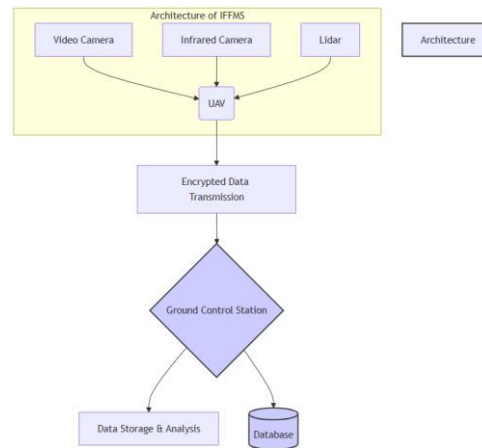 Architecture of IFFMS
Video Camera
Infrared Camera
Lidar
Architecture
UAV
Encrypted Data
Transmission
Ground Control Station
Data Storage & Analysis
Database